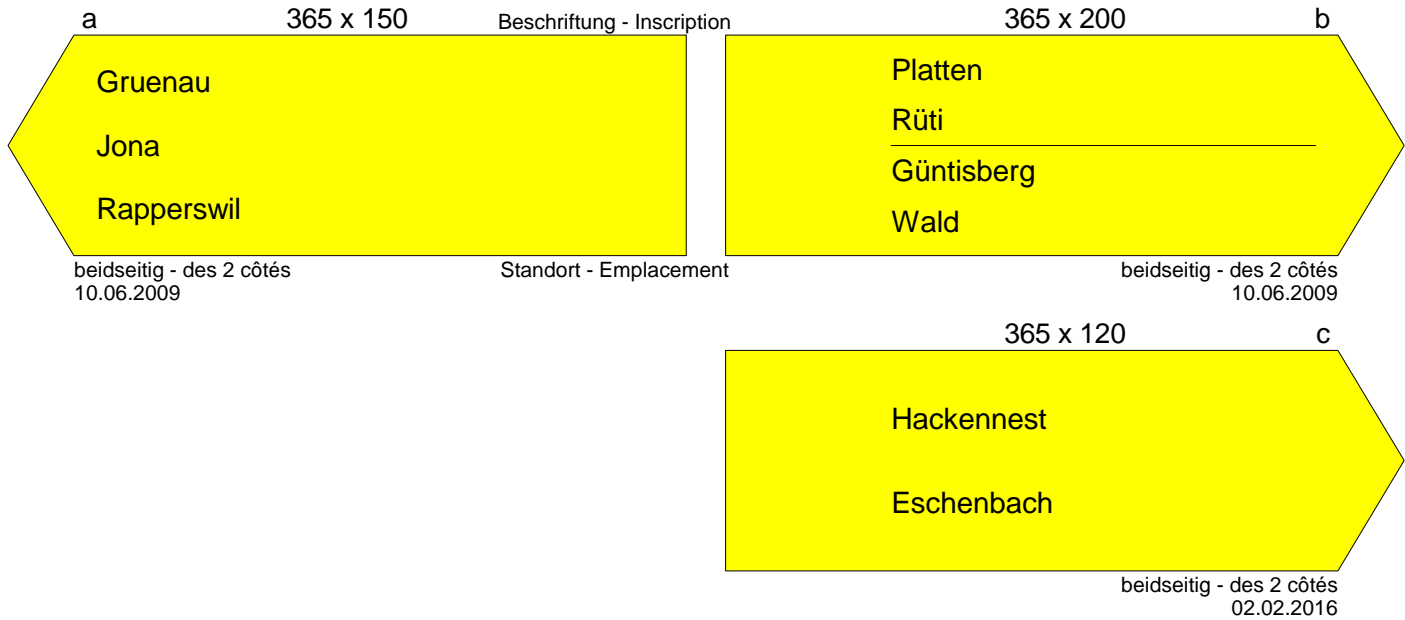 a 365 x 150 Beschriftung - Inscription 365 x 200 b
Gruenau
Jona
Rapperswil
Platten
Rüti
Güntisberg
Wald
beidseitig - des 2 côtés Standort - Emplacement beidseitig - des 2 côtés
10.06.2009 10.06.2009
365 x 120 c
Hackennest
Eschenbach
beidseitig - des 2 côtés
02.02.2016